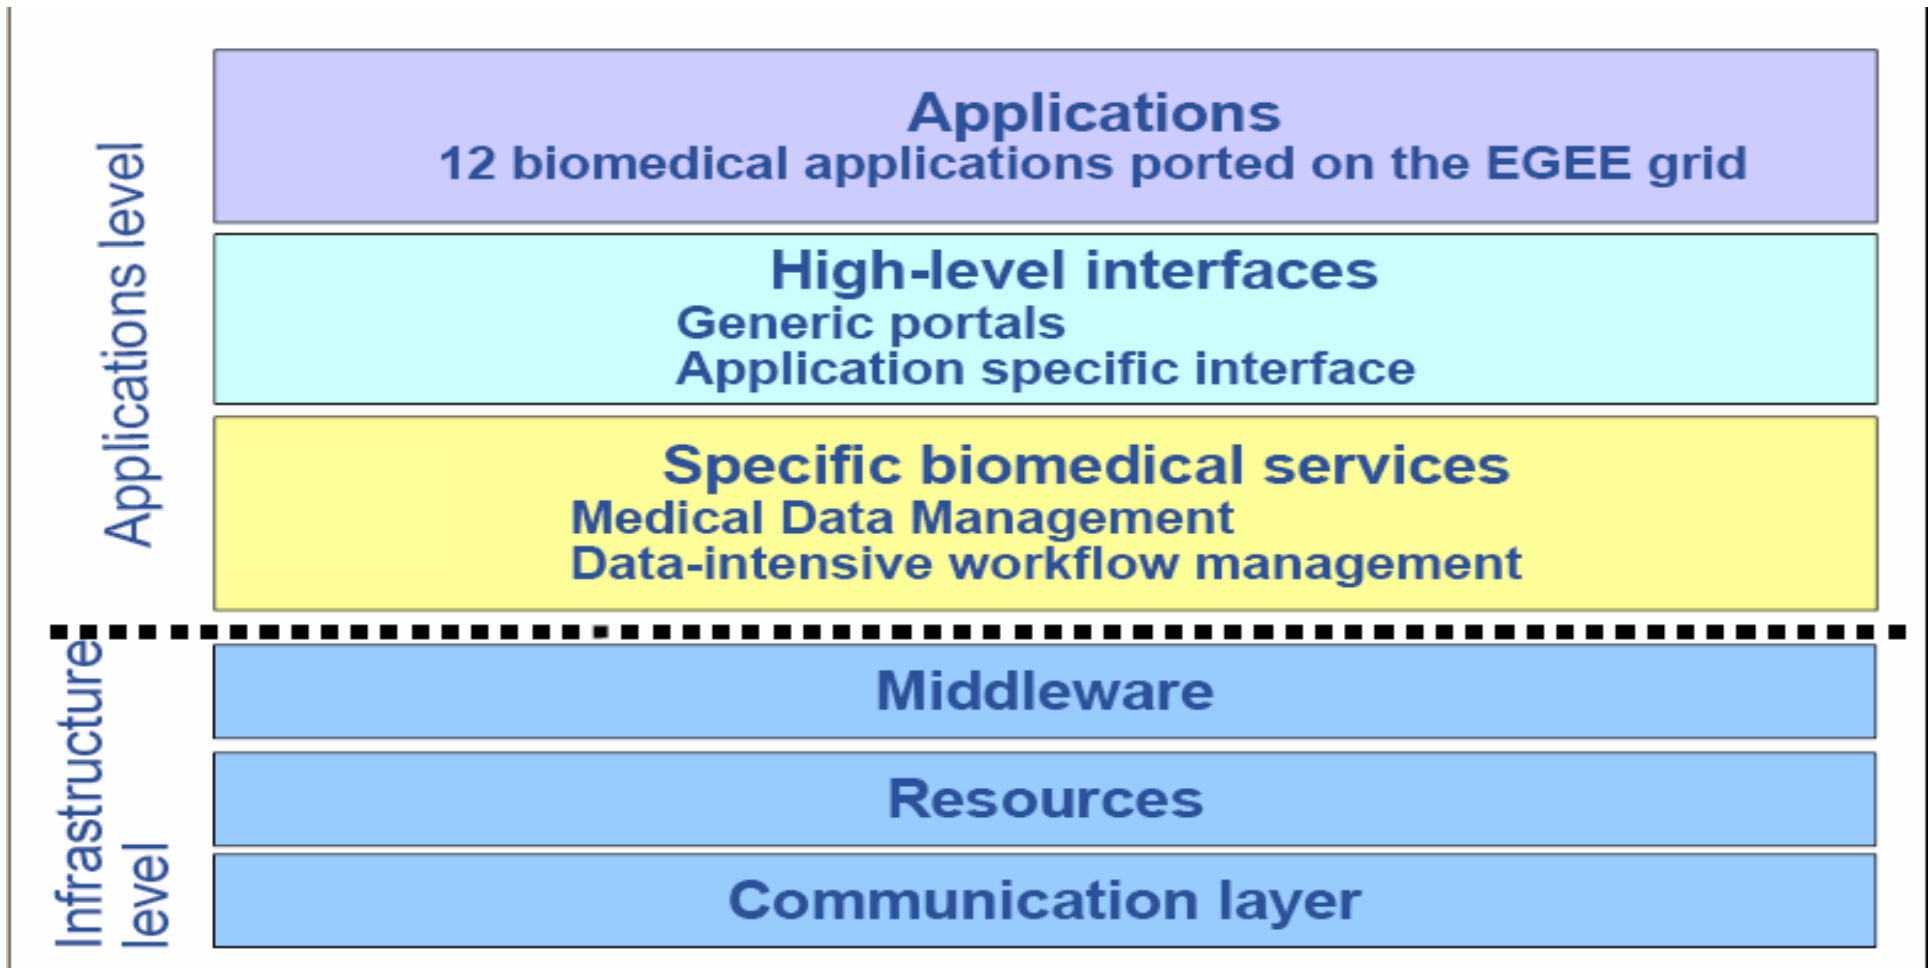 Applications level
Applications
12 biomedical applications ported on the EGEE grid
High-level interfaces
Generic portals
Application specific interface
Specific biomedical services
Medical Data Management
Data-intensive workflow management
Infrastructure
level
Middleware
Resources
Communication layer